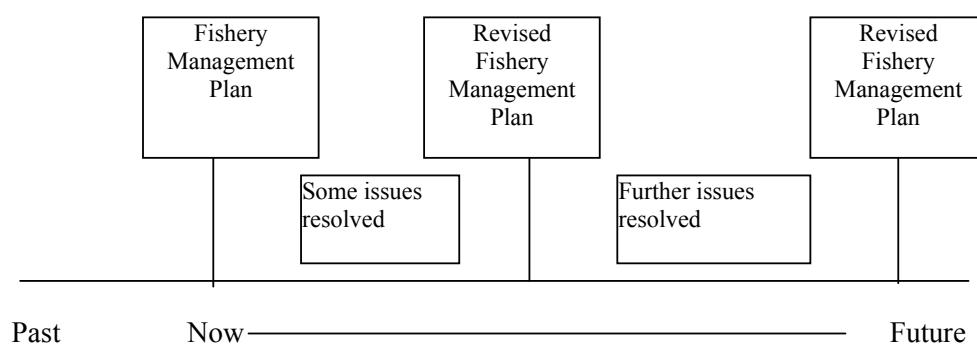 Fishery
Management
Plan
Revised
Fishery
Management
Plan
Revised
Fishery
Management
Plan
Some issues
resolved
Further issues
resolved
Past Now Future